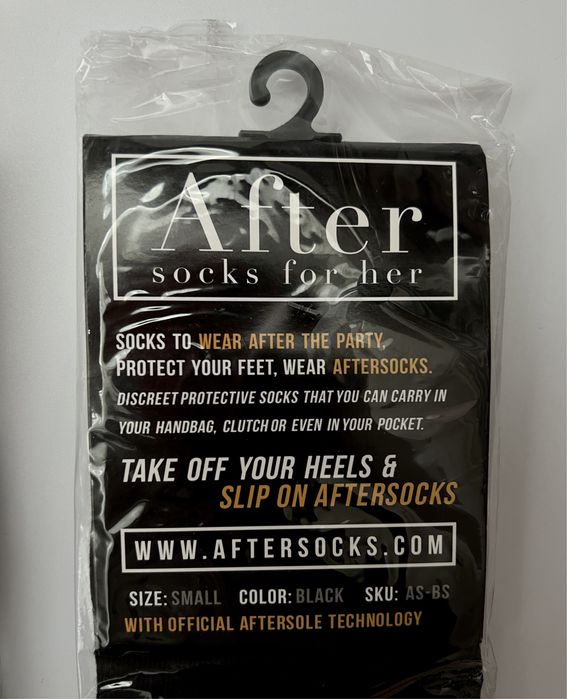 After
socks for her
SOCKS TO WEAR AFTER THE PARTY,
PROTECT YOUR FEET, WEAR AFTERSOCKS.
DISCREET PROTECTIVE SOCKS THAT YOU CAN CARRY IN
YOUR HANDBAG, CLUTCH OR EVEN IN YOUR POCKET.
TAKE OFF YOUR HEELS &
SLIP ON AFTERSOCKS
WWW.AFTERSOCKS.COM
SIZE: SMALL COLOR: BLACK SKU: AS-BS
WITH OFFICIAL AFTERSOLE TECHNOLOGY